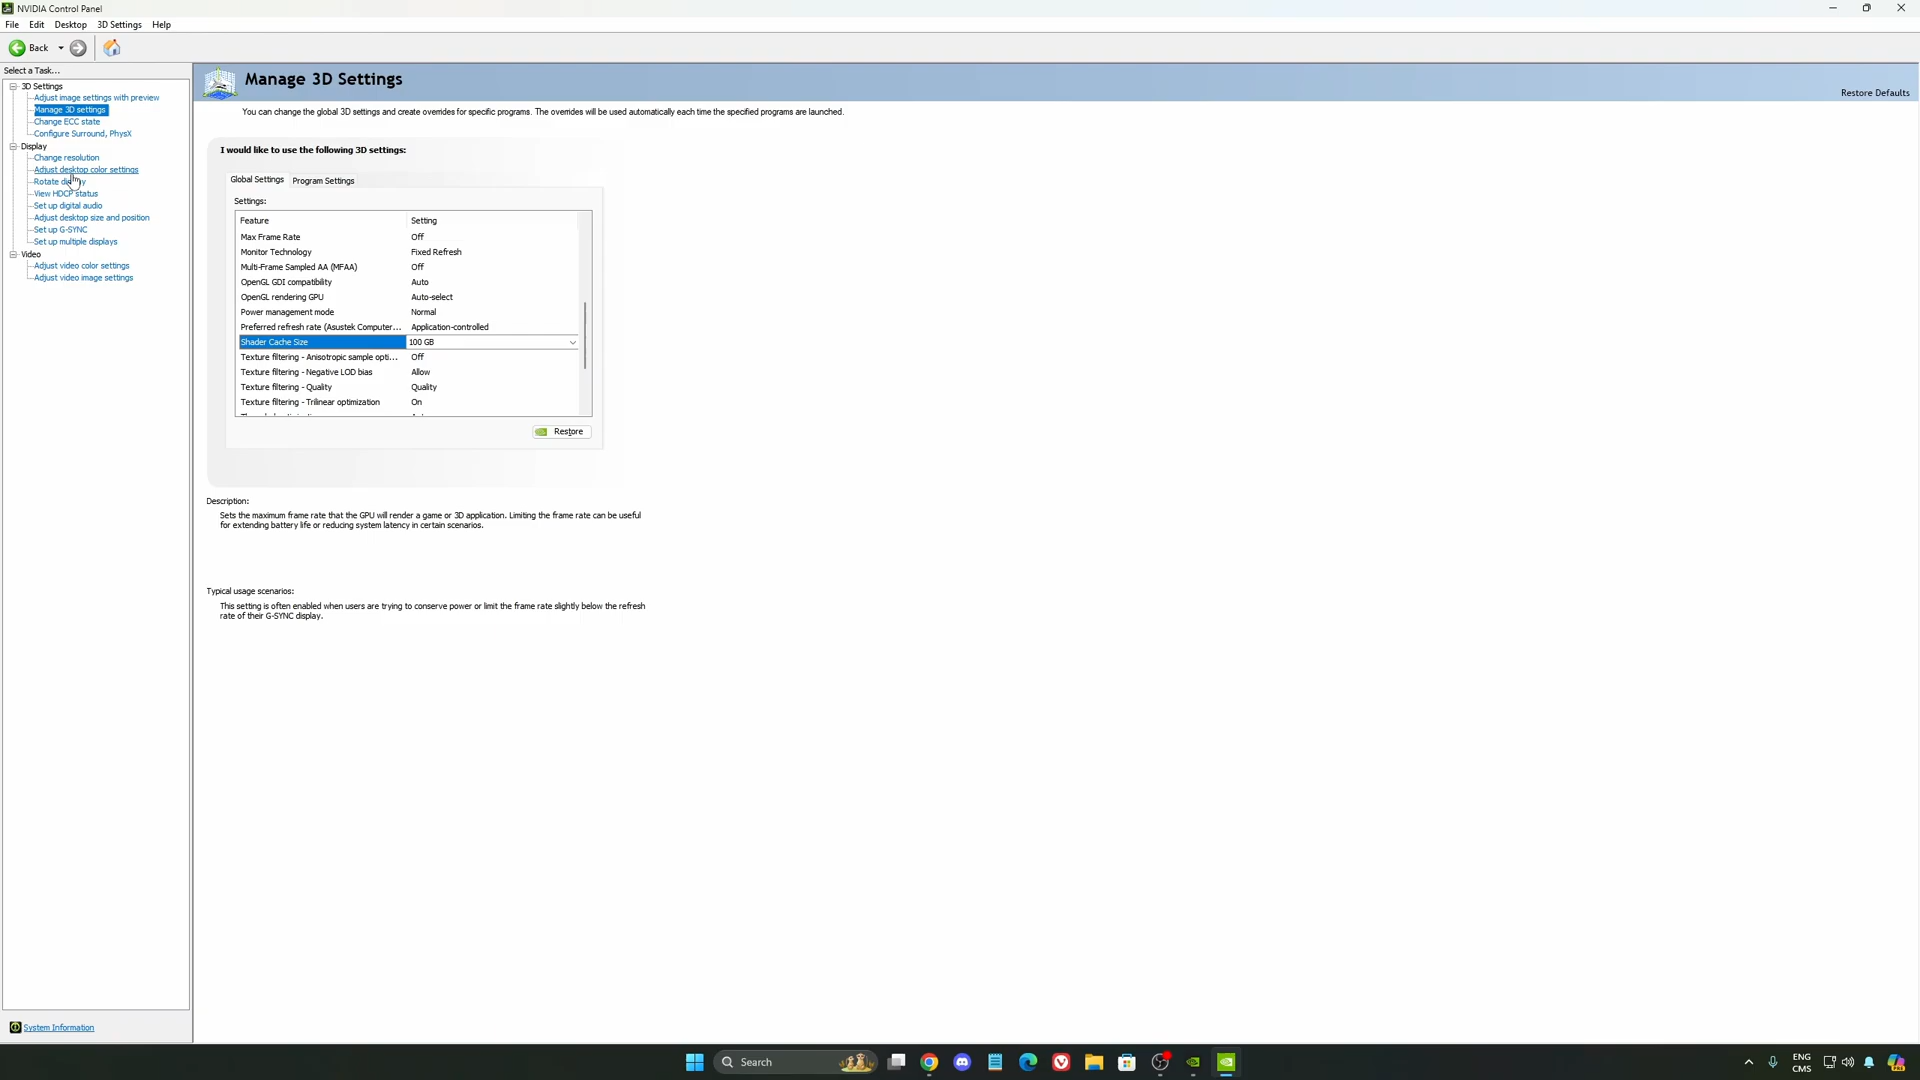 NVIDIA Control Panel
File Edit Desktop 3D Settings Help
Back
Select a Task...
3D Settings
Adjust image settings with preview
Manage 3D settings
Change ECC state
Configure Surround, PhysX
Display
Change resolution
Adjust desktop color settings
Rotate display
View HDCP status
Set up digital audio
Adjust desktop size and position
Set up G-SYNC
Set up multiple displays
Video
Adjust video color settings
Adjust video image settings
System Information
Manage 3D Settings
Restore Defaults
You can change the global 3D settings and create overrides for specific programs. The overrides will be used automatically each time the specified programs are launched.
I would like to use the following 3D settings:
Global Settings Program Settings
Settings:
Feature Setting
Max Frame Rate Off
Monitor Technology Fixed Refresh
Multi-Frame Sampled AA (MFAA) Off
OpenGL GDI compatibility Auto
OpenGL rendering GPU Auto-select
Power management mode Normal
Preferred refresh rate (Asustek Computer... Application-controlled
Shader Cache Size 100 GB
Texture filtering - Anisotropic sample opti... Off
Texture filtering - Negative LOD bias Allow
Texture filtering - Quality Quality
Texture filtering - Trilinear optimization On
Restore
Description:
Sets the maximum frame rate that the GPU will render a game or 3D application. Limiting the frame rate can be useful
for extending battery life or reducing system latency in certain scenarios.
Typical usage scenarios:
This setting is often enabled when users are trying to conserve power or limit the frame rate slightly below the refresh
rate of their G-SYNC display.
Search
ENG
CMS